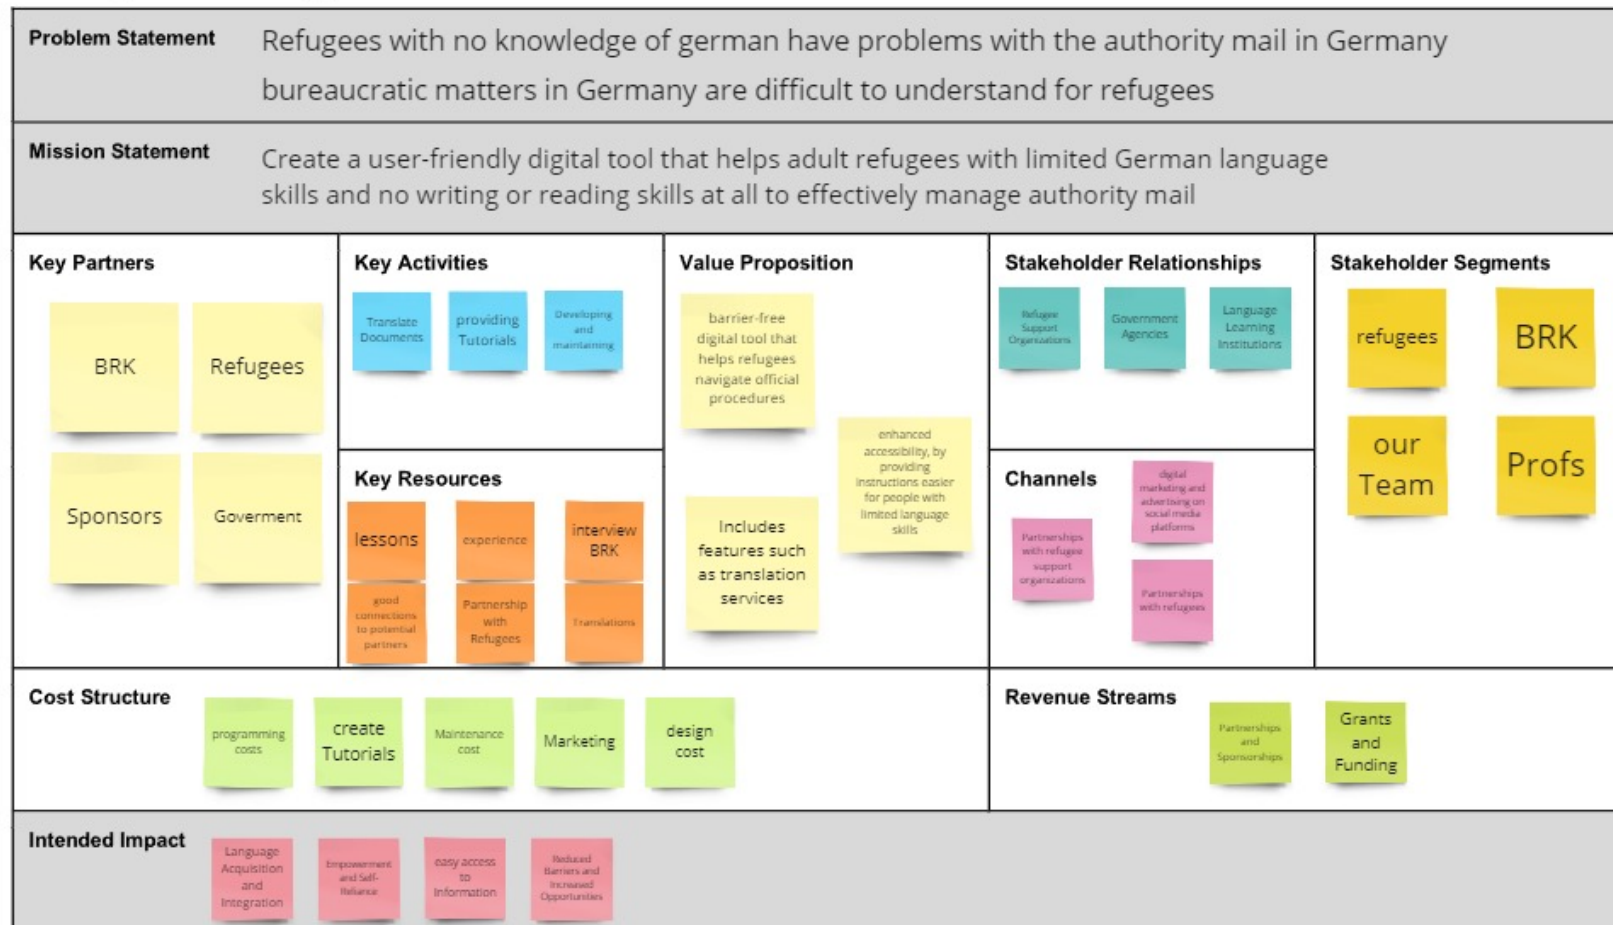 Problem Statement
Refugees with no knowledge of german have problems with the authority mail in Germany
bureaucratic matters in Germany are difficult to understand for refugees
Mission Statement
Create a user-friendly digital tool that helps adult refugees with limited German language
skills and no writing or reading skills at all to effectively manage authority mail
Key Partners
BRK
Refugees
Sponsors
Goverment
Key Activities
Translate
Documents
providing
Tutorials
Developing
and
maintaining
Key Resources
lessons
experience
interview
BRK
good
connections
to potential
partners
Partnership
with
Refugees
Translations
Value Proposition
barrier-free
digital tool that
helps refugees
navigate official
procedures
enhanced
accessibility, by
providing
instructions easier
for people with
limited language
skills
Includes
features such
as translation
services
Stakeholder Relationships
Refugee
Support
Organizations
Government
Agencies
Language
Learning
Institutions
Channels
digital
marketing and
advertising on
social media
platforms
Partnerships
with refugee
support
organizations
Partnerships
with refugees
Stakeholder Segments
refugees
BRK
our
Team
Profs
Cost Structure
programming
costs
create
Tutorials
Maintenance
cost
Marketing
design
cost
Revenue Streams
Partnerships
and
Sponsorships
Grants
and
Funding
Intended Impact
Language
Acquisition
and
Integration
Empowerment
and Self-
Reliance
easy access
to
Information
Reduced
Barriers and
Increased
Opportunities